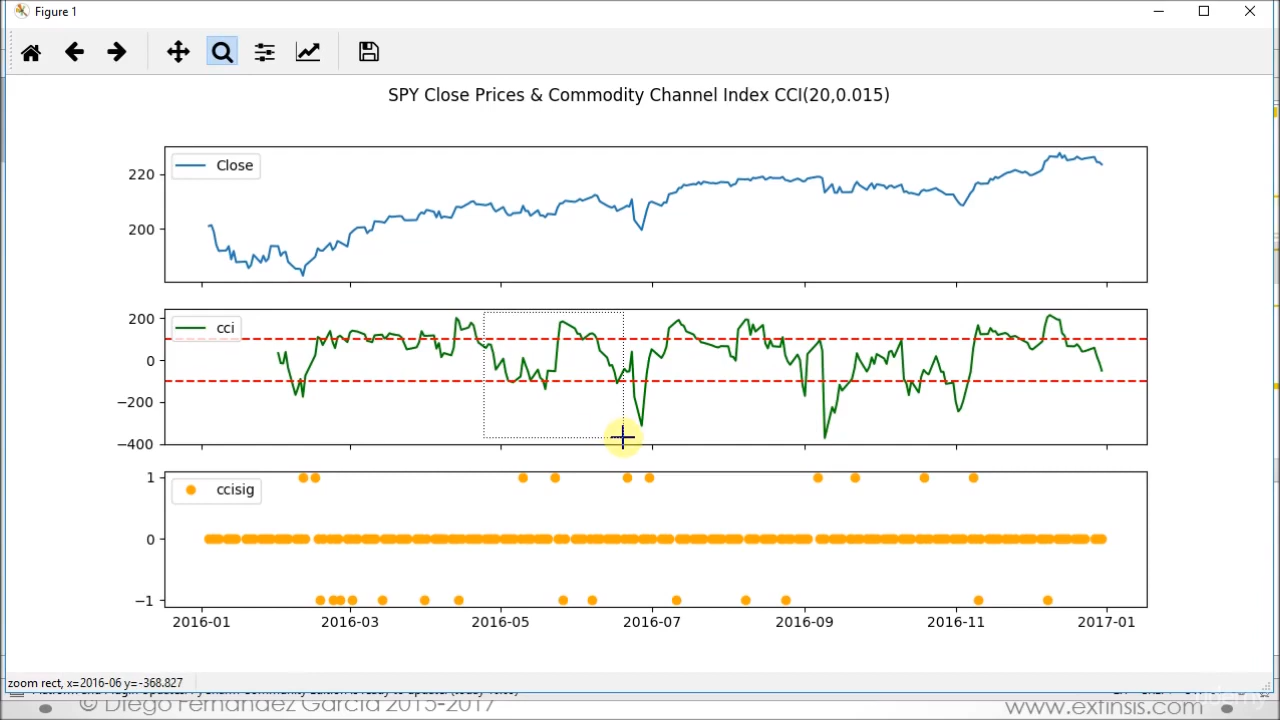 Figure 1
SPY Close Prices & Commodity Channel Index CCI(20,0.015)
Close
220
200
200
cci
0
−200
−400
1
ccisig
0
−1
2016-01 2016-03 2016-05 2016-07 2016-09 2016-11 2017-01
zoom rect, x=2016-06 y=-368.827
© Diego Fernandez Garcia 2015-2017 www.extinsis.com